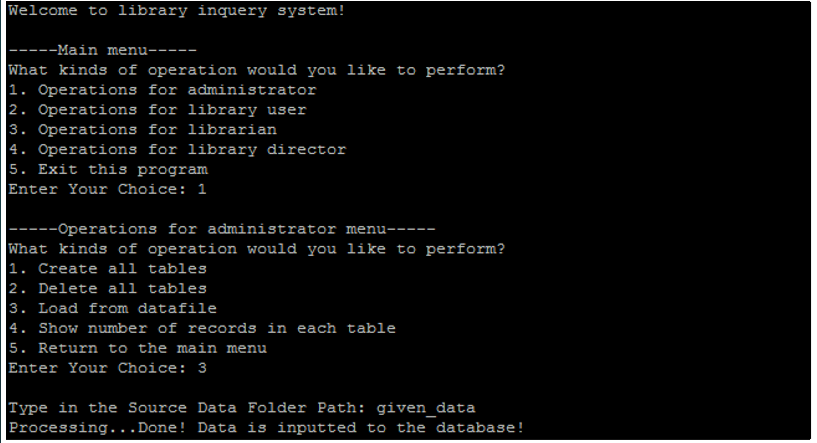 Welcome to library inquery system!
-----Main menu-----
What kinds of operation would you like to perform?
1. Operations for administrator
2. Operations for library user
3. Operations for librarian
4. Operations for library director
5. Exit this program
Enter Your Choice: 1
-----Operations for administrator menu-----
What kinds of operation would you like to perform?
1. Create all tables
2. Delete all tables
3. Load from datafile
4. Show number of records in each table
5. Return to the main menu
Enter Your Choice: 3
Type in the Source Data Folder Path: given_data
Processing...Done! Data is inputted to the database!